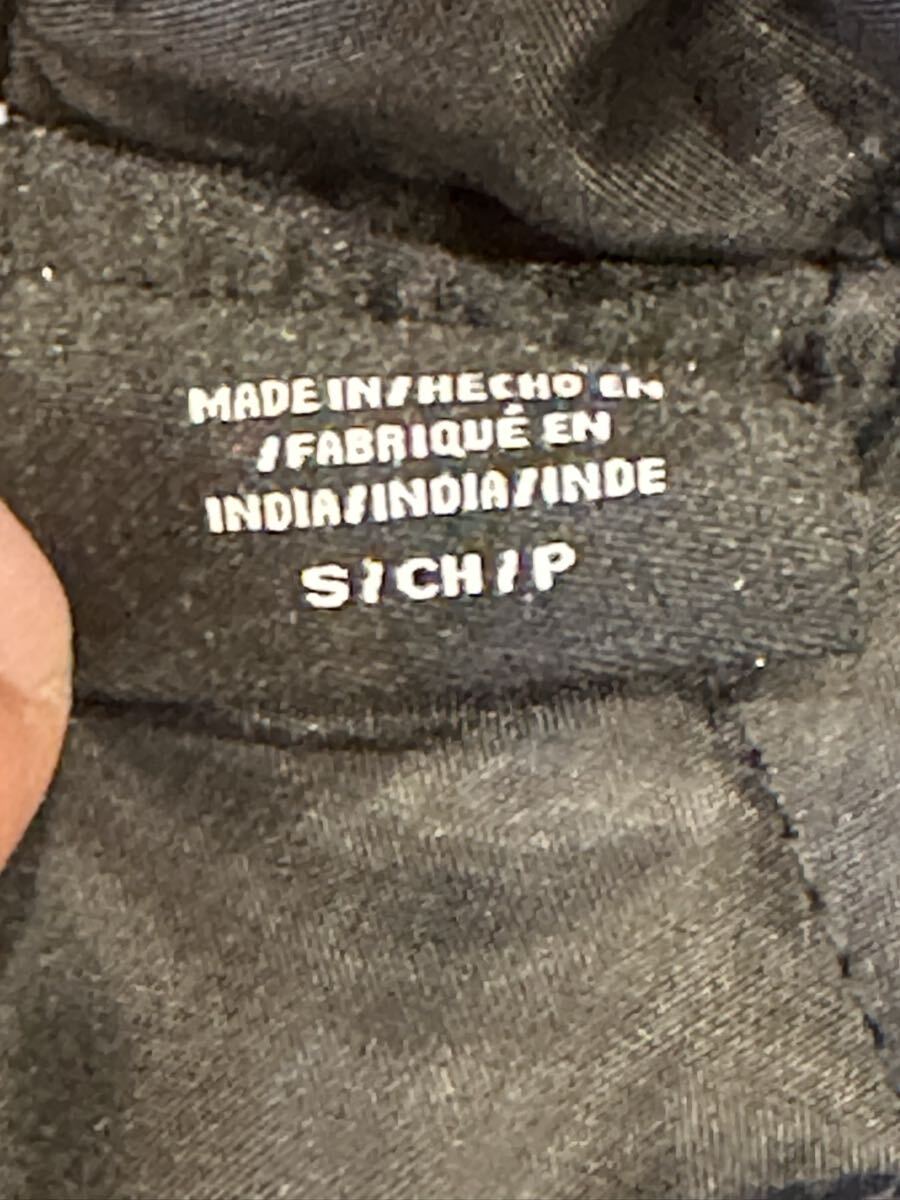 MADE IN/HECHO EN
/FABRIQUÉ EN
INDIA/INDIA/INDE
S/CH/P